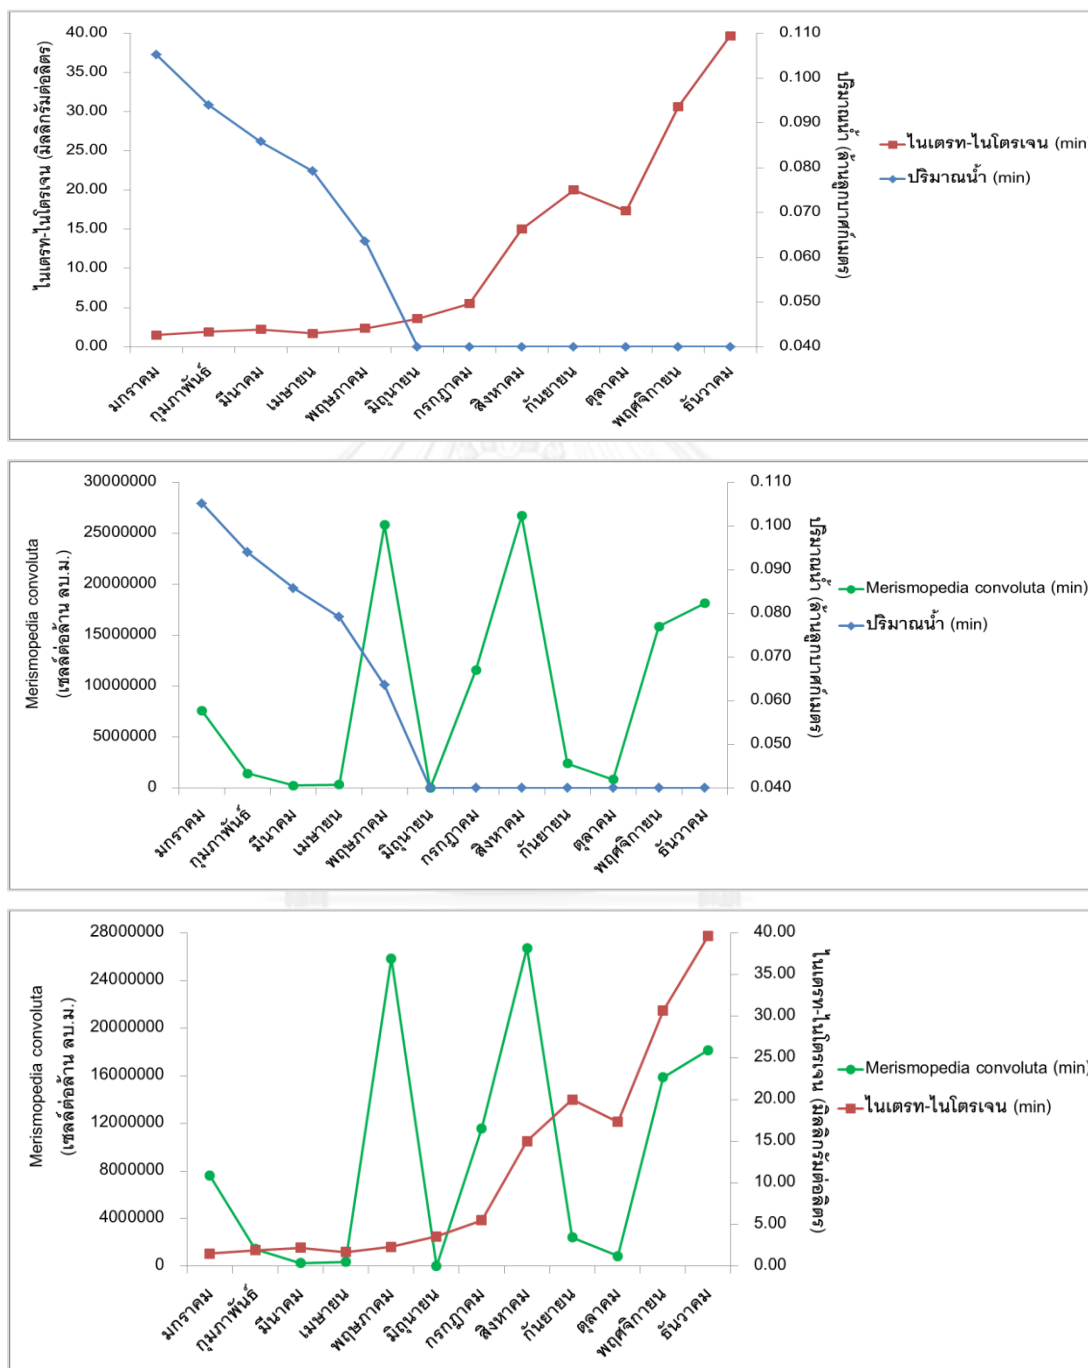 40.00
35.00
30.00
25.00
20.00
15.00
10.00
5.00
0.00
ไนเตรท-ไนโตรเจน (มิลลิกรัมต่อลิตร)
0.110
0.100
0.090
0.080
0.070
0.060
0.050
0.040
ปริมาณน้ำ (ล้านลูกบาศก์เมตร)
มกราคม
กุมภาพันธ์
มีนาคม
เมษายน
พฤษภาคม
มิถุนายน
กรกฎาคม
สิงหาคม
กันยายน
ตุลาคม
พฤศจิกายน
ธันวาคม
ไนเตรท-ไนโตรเจน (min
ปริมาณน้ำ (min)
30000000
25000000
20000000
15000000
10000000
5000000
0
Merismopedia convoluta
(เซลล์ต่อล้าน ลบ.ม.)
0.110
0.100
0.090
0.080
0.070
0.060
0.050
0.040
ปริมาณน้ำ (ล้านลูกบาศก์เมตร)
มกราคม
กุมภาพันธ์
มีนาคม
เมษายน
พฤษภาคม
มิถุนายน
กรกฎาคม
สิงหาคม
กันยายน
ตุลาคม
พฤศจิกายน
ธันวาคม
Merismopedia convoluta (min)
ปริมาณน้ำ (min)
28000000
24000000
20000000
16000000
12000000
8000000
4000000
0
Merismopedia convoluta
(เซลล์ต่อล้าน ลบ.ม.)
40.00
35.00
30.00
25.00
20.00
15.00
10.00
5.00
0.00
ไนเตรท-ไนโตรเจน (มิลลิกรัมต่อลิตร)
มกราคม
กุมภาพันธ์
มีนาคม
เมษายน
พฤษภาคม
มิถุนายน
กรกฎาคม
สิงหาคม
กันยายน
ตุลาคม
พฤศจิกายน
ธันวาคม
Merismopedia convoluta (min)
ไนเตรท-ไนโตรเจน (min)